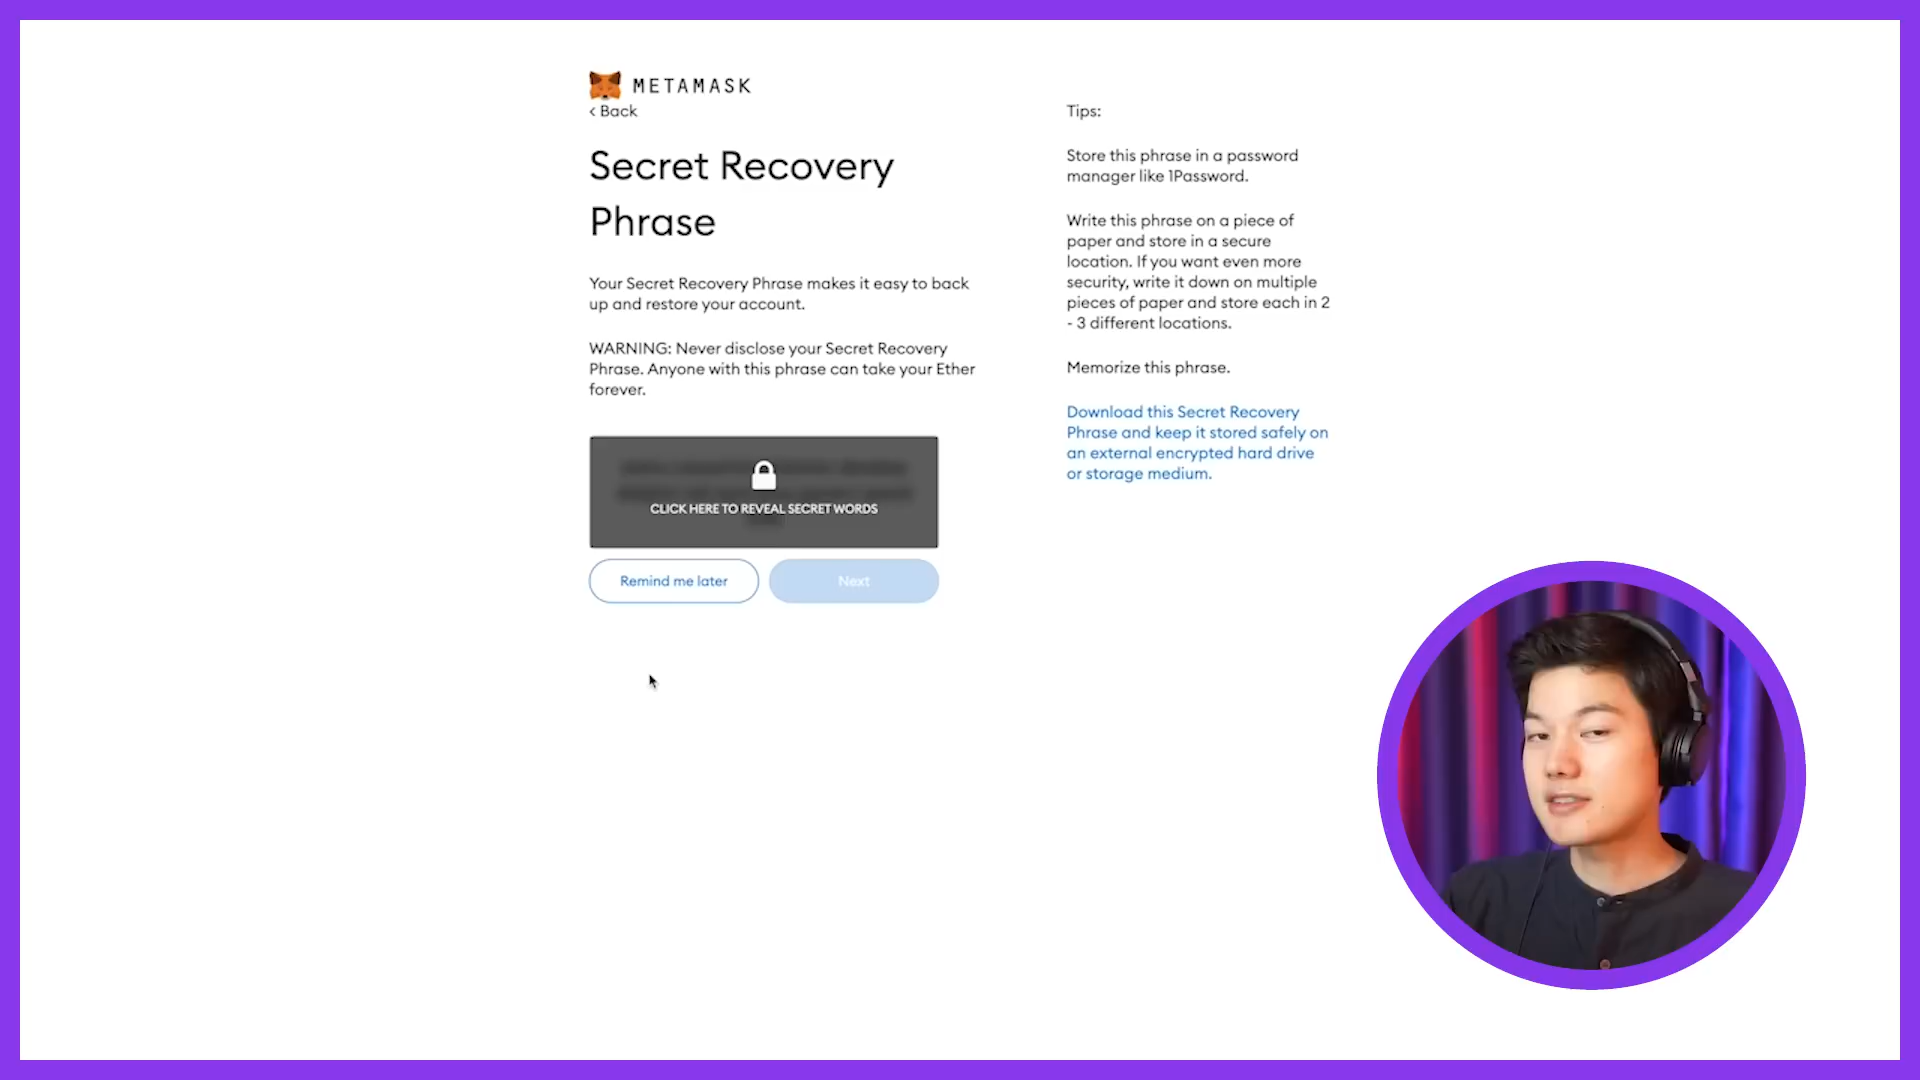 METAMASK
< Back
Secret Recovery
Phrase
Your Secret Recovery Phrase makes it easy to back
up and restore your account.
WARNING: Never disclose your Secret Recovery
Phrase. Anyone with this phrase can take your Ether
forever.
CLICK HERE TO REVEAL SECRET WORDS
Remind me later
Next
Tips:
Store this phrase in a password
manager like 1Password.
Write this phrase on a piece of
paper and store in a secure
location. If you want even more
security, write it down on multiple
pieces of paper and store each in 2
- 3 different locations.
Memorize this phrase.
Download this Secret Recovery
Phrase and keep it stored safely on
an external encrypted hard drive
or storage medium.